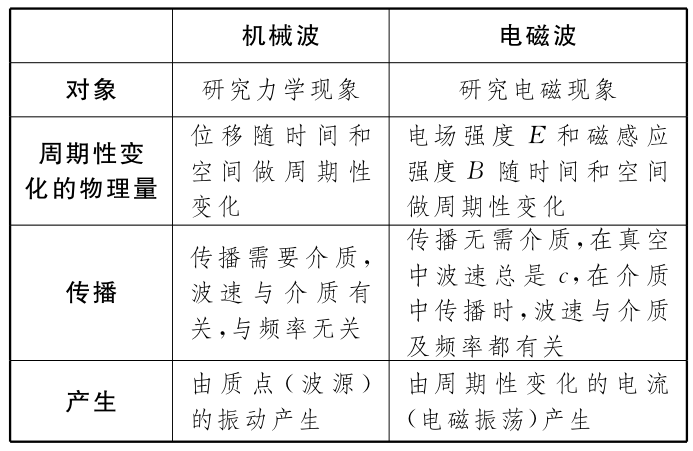 机械波 电磁波
对象 研究力学现象 研究电磁现象
周期性变
化的物理量
位移随时间和
空间做周期性
变化
电场强度 E 和磁感应
强度 B 随时间和空间
做周期性变化
传播
传播需要介质,
波速与介质有
关,与频率无关
传播无需介质,在真空
中波速总是 c,在介质
中传播时,波速与介质
及频率都有关
产生
由质点(波源)
的振动产生
由周期性变化的电流
(电磁振荡)产生